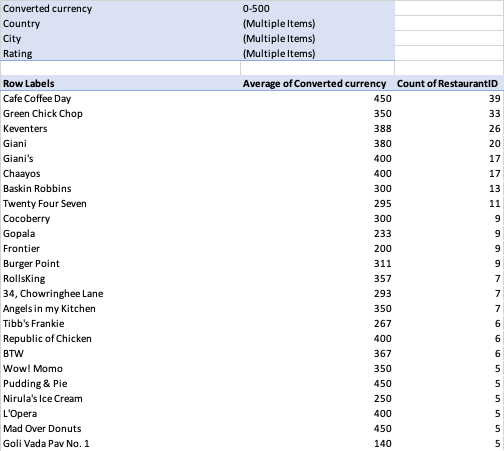 Converted currency 0-500
Country (Multiple Items)
City (Multiple Items)
Rating (Multiple Items)
Row Labels Average of Converted currency Count of RestaurantID
Cafe Coffee Day 450 39
Green Chick Chop 350 33
Keventers 388 26
Giani 380 20
Giani's 400 17
Chaayos 400 17
Baskin Robbins 300 13
Twenty Four Seven 295 11
Cocoberry 300 9
Gopala 233 9
Frontier 200 9
Burger Point 311 9
RollsKing 357 7
34, Chowringhee Lane 293 7
Angels in my Kitchen 350 7
Tibb's Frankie 267 6
Republic of Chicken 400 6
BTW 367 6
Wow! Momo 350 5
Pudding & Pie 450 5
Nirula's Ice Cream 250 5
L'Opera 400 5
Mad Over Donuts 450 5
Goli Vada Pav No. 1 140 5